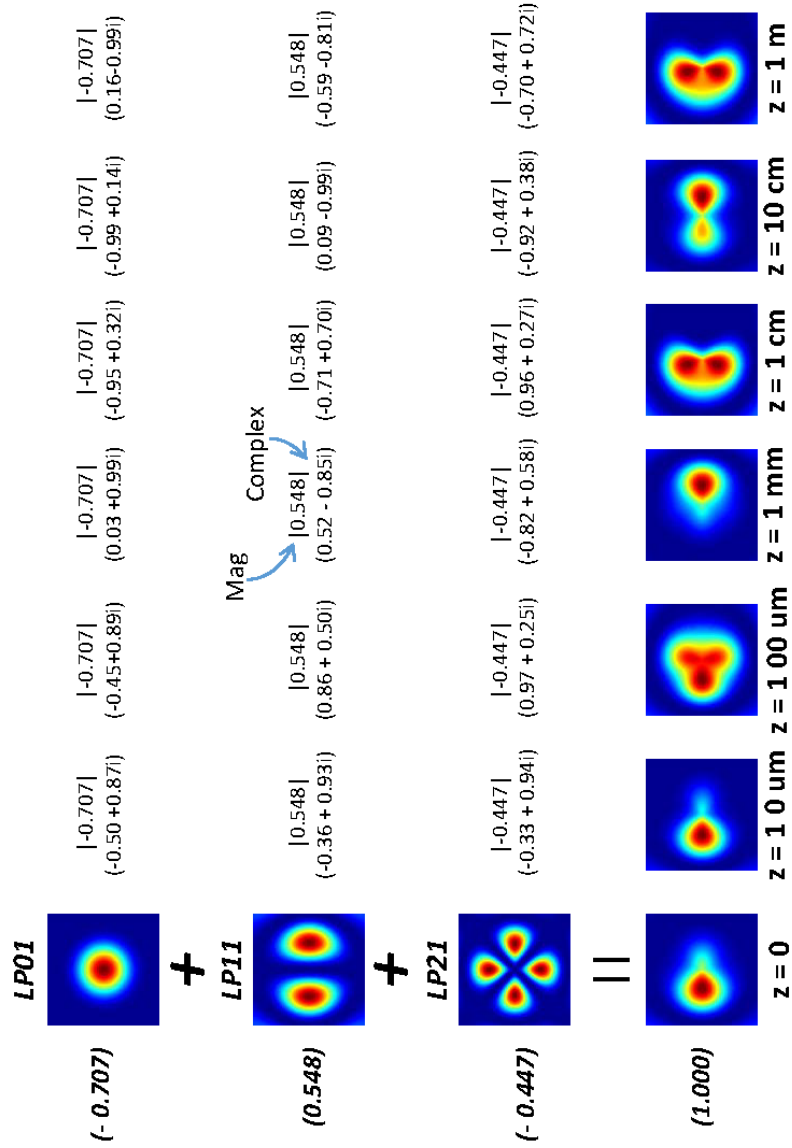 LP01
(- 0.707)
|-0.707| |-0.707| |-0.707| |-0.707| |-0.707| |-0.707|
(-0.50 +0.87i) (-0.45+0.89i) (0.03 +0.99i) (-0.95 +0.32i) (-0.99 +0.14i) (0.16-0.99i)
+
Mag Complex
LP11
(0.548)
|0.548| |0.548| |0.548| |0.548| |0.548| |0.548|
(-0.36 + 0.93i) (0.86 + 0.50i) (0.52 - 0.85i) (-0.71 +0.70i) (0.09 -0.99i) (-0.59 -0.81i)
+
LP21
(- 0.447)
|-0.447| |-0.447| |-0.447| |-0.447| |-0.447| |-0.447|
(-0.33 + 0.94i) (0.97 + 0.25i) (-0.82 + 0.58i) (0.96 + 0.27i) (-0.92 + 0.38i) (-0.70 + 0.72i)
=
(1.000)
z = 0 z = 1 0 um z = 1 00 um z = 1 mm z = 1 cm z = 10 cm z = 1 m